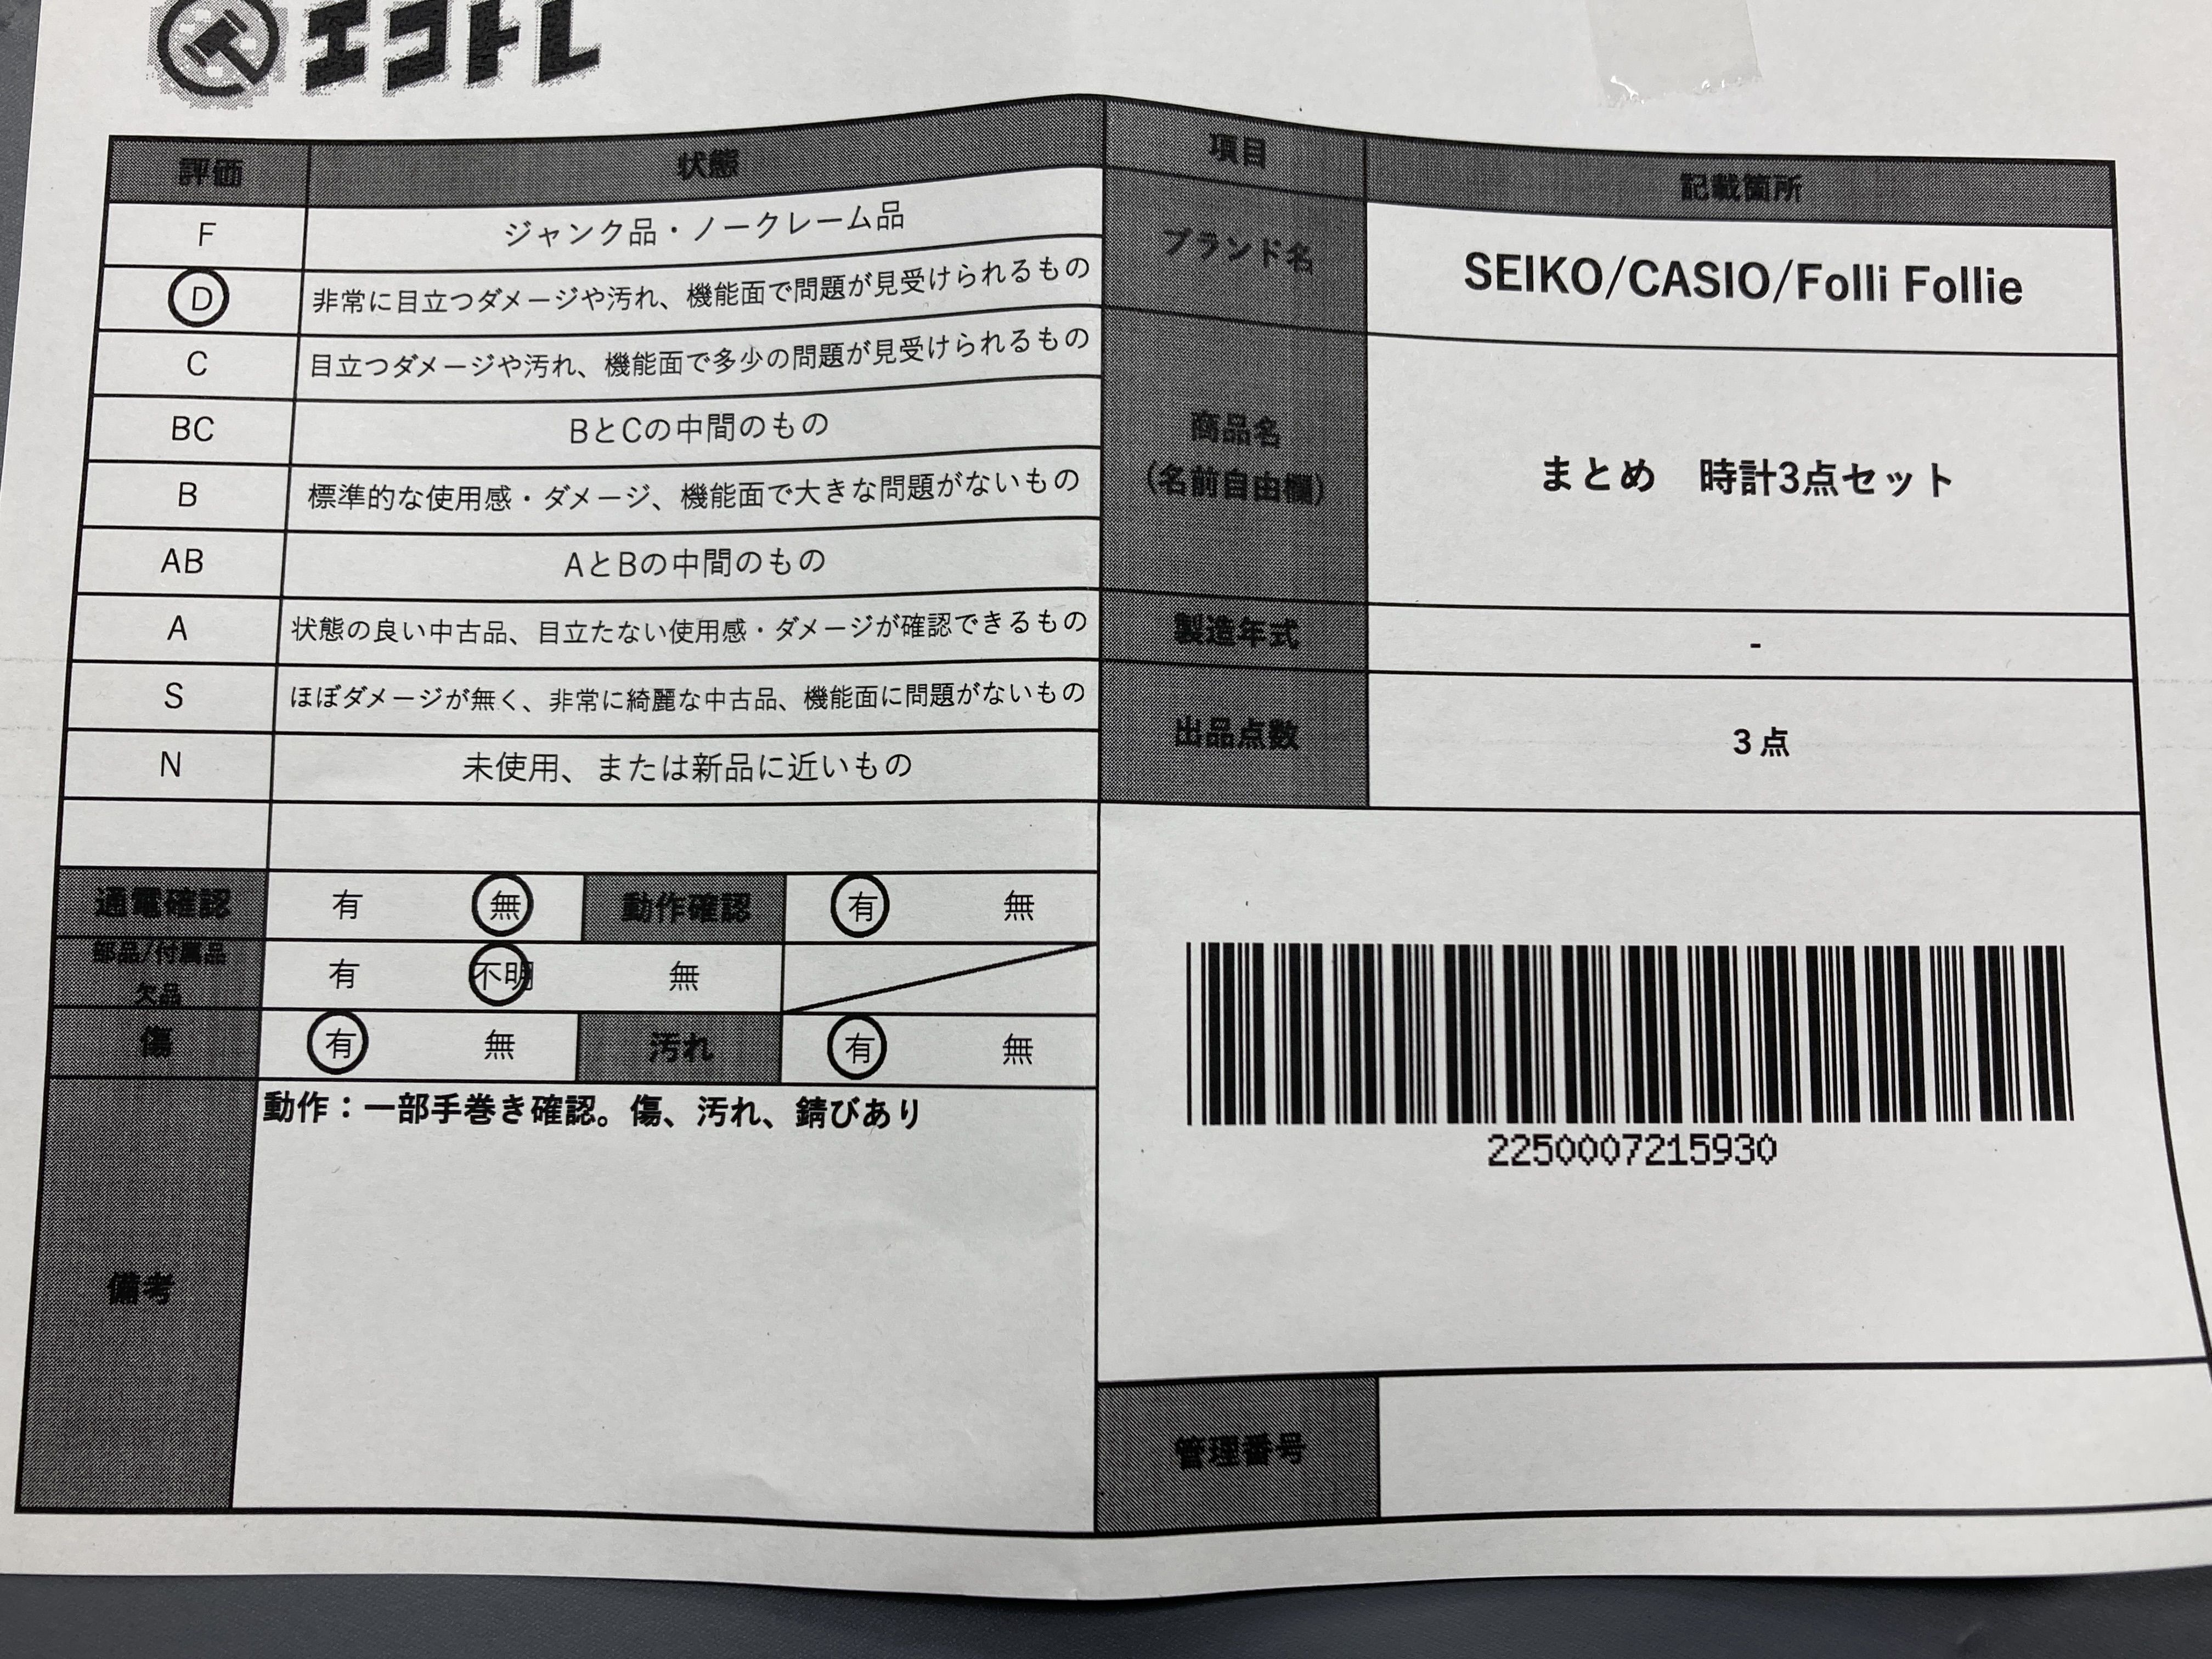 エコトレ
評価 状態
F ジャンク品・ノークレーム品
D 非常に目立つダメージや汚れ、機能面で問題が見受けられるもの
C 目立つダメージや汚れ、機能面で多少の問題が見受けられるもの
BC BとCの中間のもの
B 標準的な使用感・ダメージ、機能面で大きな問題がないもの
AB AとBの中間のもの
A 状態の良い中古品、目立たない使用感・ダメージが確認できるもの
S ほぼダメージが無く、非常に綺麗な中古品、機能面に問題がないもの
N 未使用、または新品に近いもの
通電確認 有 無 動作確認 有 無
部品/付属品
欠品 有 不明 無
傷 有 無 汚れ 有 無
備考 動作：一部手巻き確認。傷、汚れ、錆びあり
項目 記載箇所
ブランド名 SEIKO/CASIO/Folli Follie
商品名
（名前自由欄） まとめ 時計3点セット
製造年式 -
出品点数 3点
2250007215930
管理番号